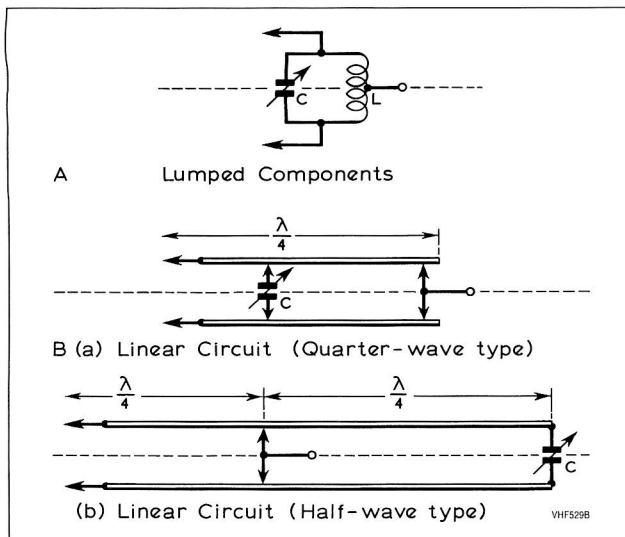 C
L
A Lumped Components
λ/4
C
B (a) Linear Circuit (Quarter-wave type)
λ/4 λ/4
C
(b) Linear Circuit (Half-wave type)
VHF529B